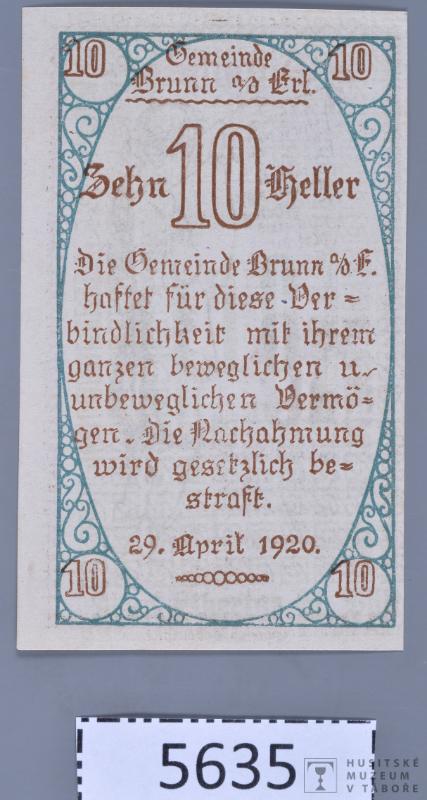 10 10
Gemeinde
Brunn a/d Erl.
Zehn 10 Heller
Die Gemeinde Brunn a/d. E.
haftet für diese Ver=
bindlichkeit mit ihrem
ganzen beweglichen u.
unbeweglichen Vermö=
gen. Die Nachahmung
wird gesetzlich be=
straft.
29. April 1920.
10 10
5635
HUSITSKÉ
MUZEUM
V TÁBOŘE